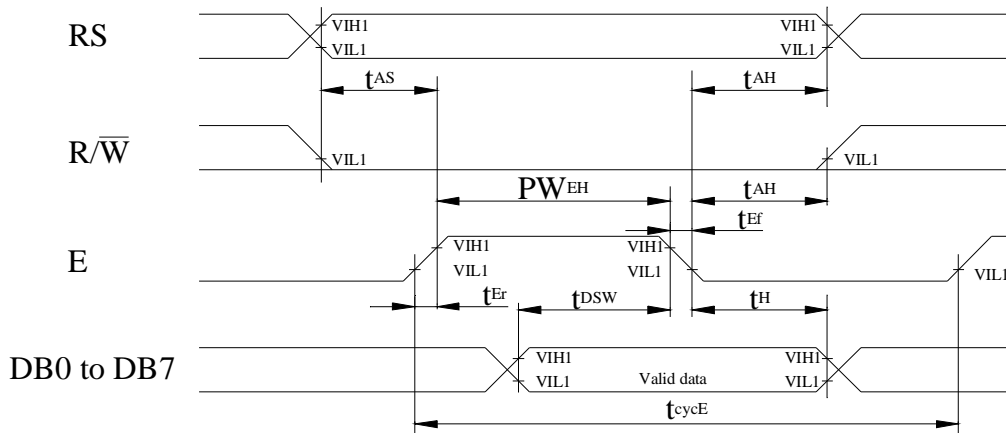 RS VIH1 VIH1
VIL1 VIL1
tAS tAH
R/W̅ VIL1 VIL1
PWEH tAH
tEf
E VIH1 VIH1
VIL1 VIL1 VIL1
tEr tDSW tH
DB0 to DB7 VIH1 VIH1
VIL1 Valid data VIL1
tcycE